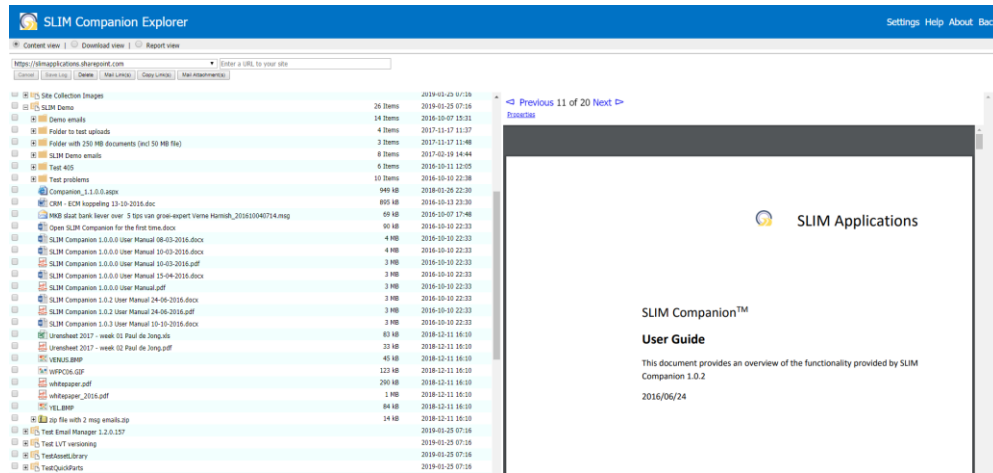 SLIM Companion Explorer
Settings Help About Bac
Content view | Download view | Report view
https://slimapplications.sharepoint.com Enter a URL to your site
Cancel Save Log Delete Mail Link(s) Copy Link(s) Mail Attachment(s)
Site Collection Images 2019-01-25 07:16
SLIM Demo 26 Items 2019-01-25 07:16
Demo emails 14 Items 2016-10-07 15:31
Folder to test uploads 4 Items 2017-11-17 11:37
Folder with 250 MB documents (incl 50 MB file) 3 Items 2017-11-17 11:48
SLIM Demo emails 8 Items 2017-02-19 14:44
Test 405 6 Items 2016-10-11 12:05
Test problems 10 Items 2016-10-10 22:38
Companion_1.1.0.0.aspx 949 kB 2018-01-26 22:30
CRM - ECM koppeling 13-10-2016.doc 895 kB 2016-10-13 23:30
MKB slaat bank liever over 5 tips van groei-expert Verne Harnish_201610040714.msg 69 kB 2016-10-07 17:48
Open SLIM Companion for the first time.docx 90 kB 2016-10-10 22:33
SLIM Companion 1.0.0.0 User Manual 08-03-2016.docx 4 MB 2016-10-10 22:33
SLIM Companion 1.0.0.0 User Manual 10-03-2016.docx 4 MB 2016-10-10 22:33
SLIM Companion 1.0.0.0 User Manual 10-03-2016.pdf 3 MB 2016-10-10 22:33
SLIM Companion 1.0.0.0 User Manual 15-04-2016.docx 3 MB 2016-10-10 22:33
SLIM Companion 1.0.0.0 User Manual.pdf 3 MB 2016-10-10 22:33
SLIM Companion 1.0.2 User Manual 24-06-2016.docx 3 MB 2016-10-10 22:33
SLIM Companion 1.0.2 User Manual 24-06-2016.pdf 3 MB 2016-10-10 22:33
SLIM Companion 1.0.3 User Manual 10-10-2016.docx 3 MB 2016-10-10 22:33
Urensheet 2017 - week 01 Paul de Jong.xls 83 kB 2018-12-11 16:10
Urensheet 2017 - week 02 Paul de Jong.pdf 33 kB 2018-12-11 16:10
VENUS.BMP 45 kB 2018-12-11 16:10
WFPC06.GIF 123 kB 2018-12-11 16:10
whitepaper.pdf 290 kB 2018-12-11 16:10
whitepaper_2016.pdf 1 MB 2018-12-11 16:10
YEL.BMP 84 kB 2018-12-11 16:10
zip file with 2 msg emails.zip 14 kB 2018-12-11 16:10
Test Email Manager 1.2.0.157 2019-01-25 07:16
Test LVT versioning 2019-01-25 07:16
TestAssetLibrary 2019-01-25 07:16
TestQuickParts 2019-01-25 07:16
Previous 11 of 20 Next
Properties
SLIM Applications
SLIM Companion™
User Guide
This document provides an overview of the functionality provided by SLIM
Companion 1.0.2
2016/06/24